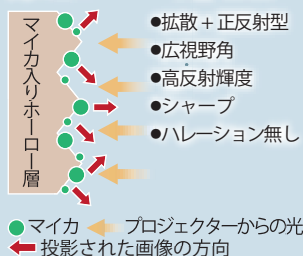 マイカ入りホーロー層
●拡散+正反射型
●広視野角
●高反射輝度
●シャープ
●ハレーション無し
マイカ プロジェクターからの光
投影された画像の方向